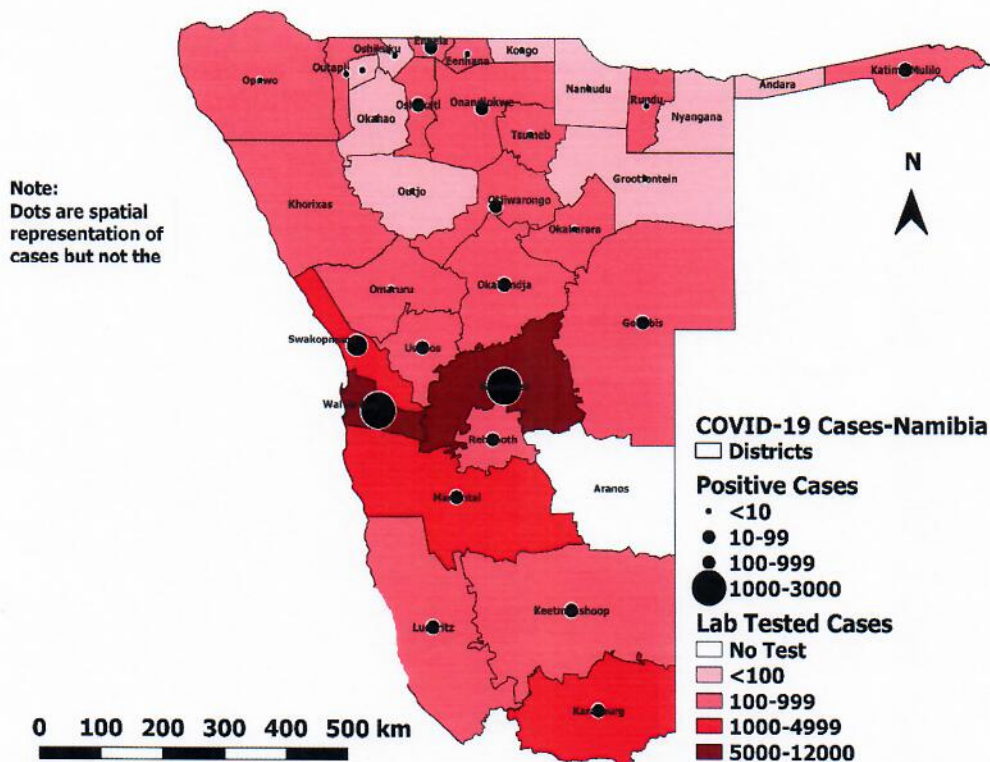 Oshikuku
Eenhana
Kongo
Opuwo
Outapi
Nankudu
Andara
Katima Mulilo
Rundu
Onandjokwe
Oshakati
Okahao
Nyangana
Tsumeb
Outjo
Grootfontein
N
Note:
Dots are spatial
representation of
cases but not the
Khorixas
Otjiwarongo
Okakarara
Omaruru
Okahandja
Gobabis
Swakopmund
Usakos
Walvis
Rehoboth
COVID-19 Cases-Namibia
Districts
Aranos
Mariental
Positive Cases
<10
10-99
100-999
1000-3000
Keetmanshoop
Luderitz
Lab Tested Cases
No Test
<100
100-999
1000-4999
5000-12000
Karasburg
0 100 200 300 400 500 km